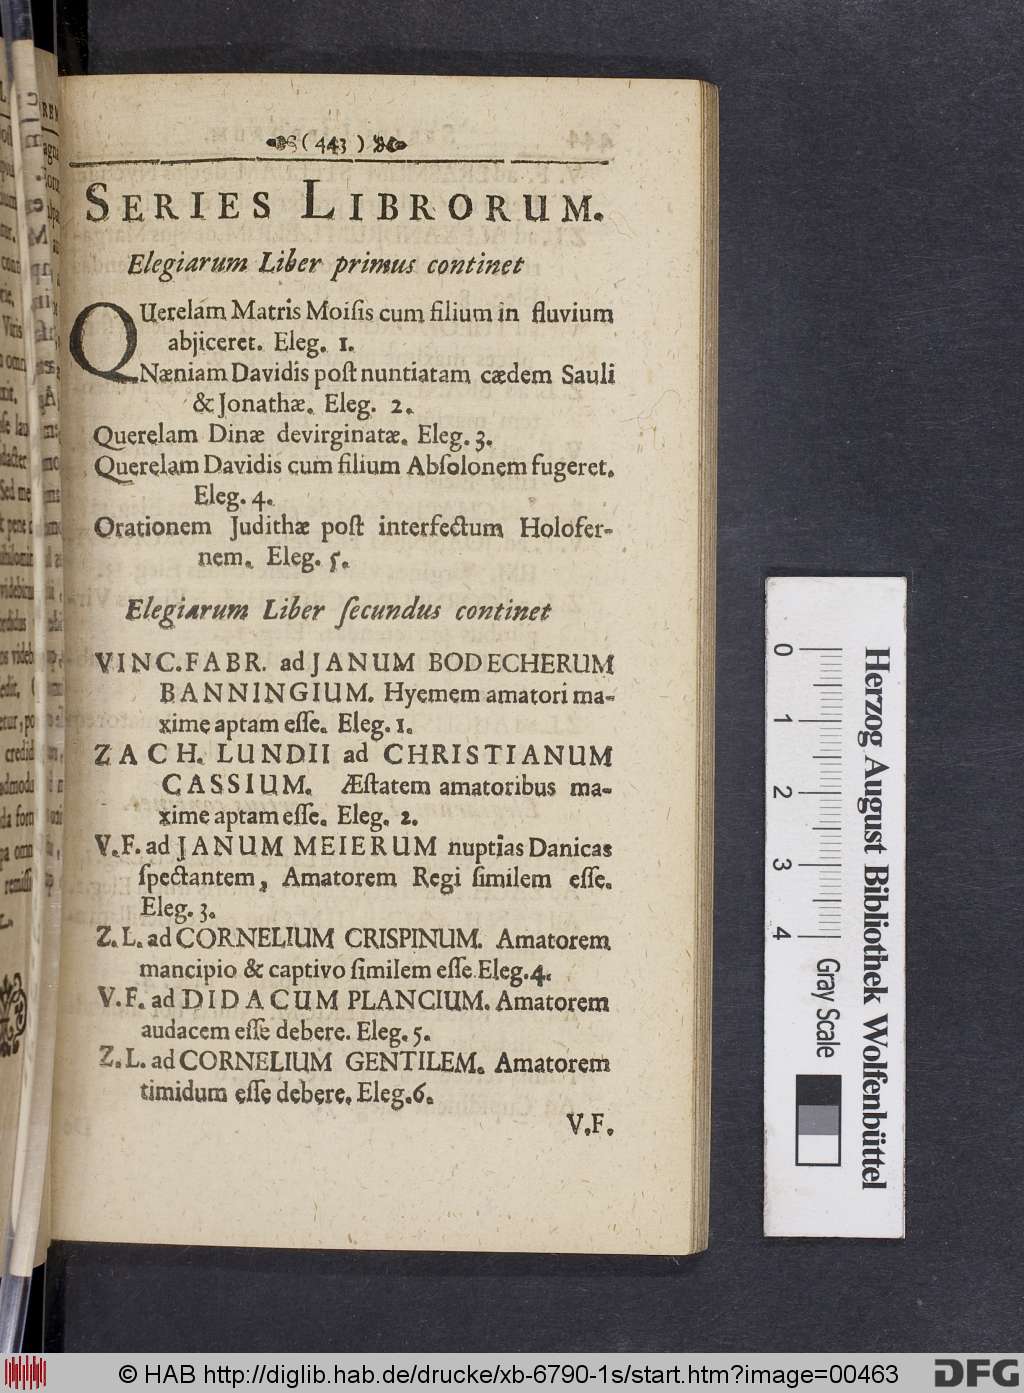 ( 443 )
SERIES LIBRORUM.
Elegiarum Liber primus continet
QUerelam Matris Moiſis cum filium in fluvium
abjiceret. Eleg. 1.
Næniam Davidis poſt nuntiatam cædem Sauli
& Jonathæ. Eleg. 2.
Querelam Dinæ devirginatæ. Eleg. 3.
Querelam Davidis cum filium Abſolonem fugeret.
Eleg. 4.
Orationem Judithæ poſt interfectum Holofer-
nem. Eleg. 5.
Elegiarum Liber ſecundus continet
VINC. FABR. ad JANUM BODECHERUM
BANNINGIUM. Hyemem amatori ma-
xime aptam eſſe. Eleg. 1.
ZACH. LUNDII ad CHRISTIANUM
CASSIUM. Æſtatem amatoribus ma-
xime aptam eſſe. Eleg. 2.
V.F. ad JANUM MEIERUM nuptias Danicas
ſpectantem, Amatorem Regi ſimilem eſſe.
Eleg. 3.
Z.L. ad CORNELIUM CRISPINUM. Amatorem
mancipio & captivo ſimilem eſſe. Eleg. 4.
V.F. ad DIDACUM PLANCIUM. Amatorem
audacem eſſe debere. Eleg. 5.
Z.L. ad CORNELIUM GENTILEM. Amatorem
timidum eſſe debere. Eleg. 6.
V.F.
0 1 2 3 4
Gray Scale
Herzog August Bibliothek Wolfenbüttel
© HAB http://diglib.hab.de/drucke/xb-6790-1s/start.htm?image=00463
DFG